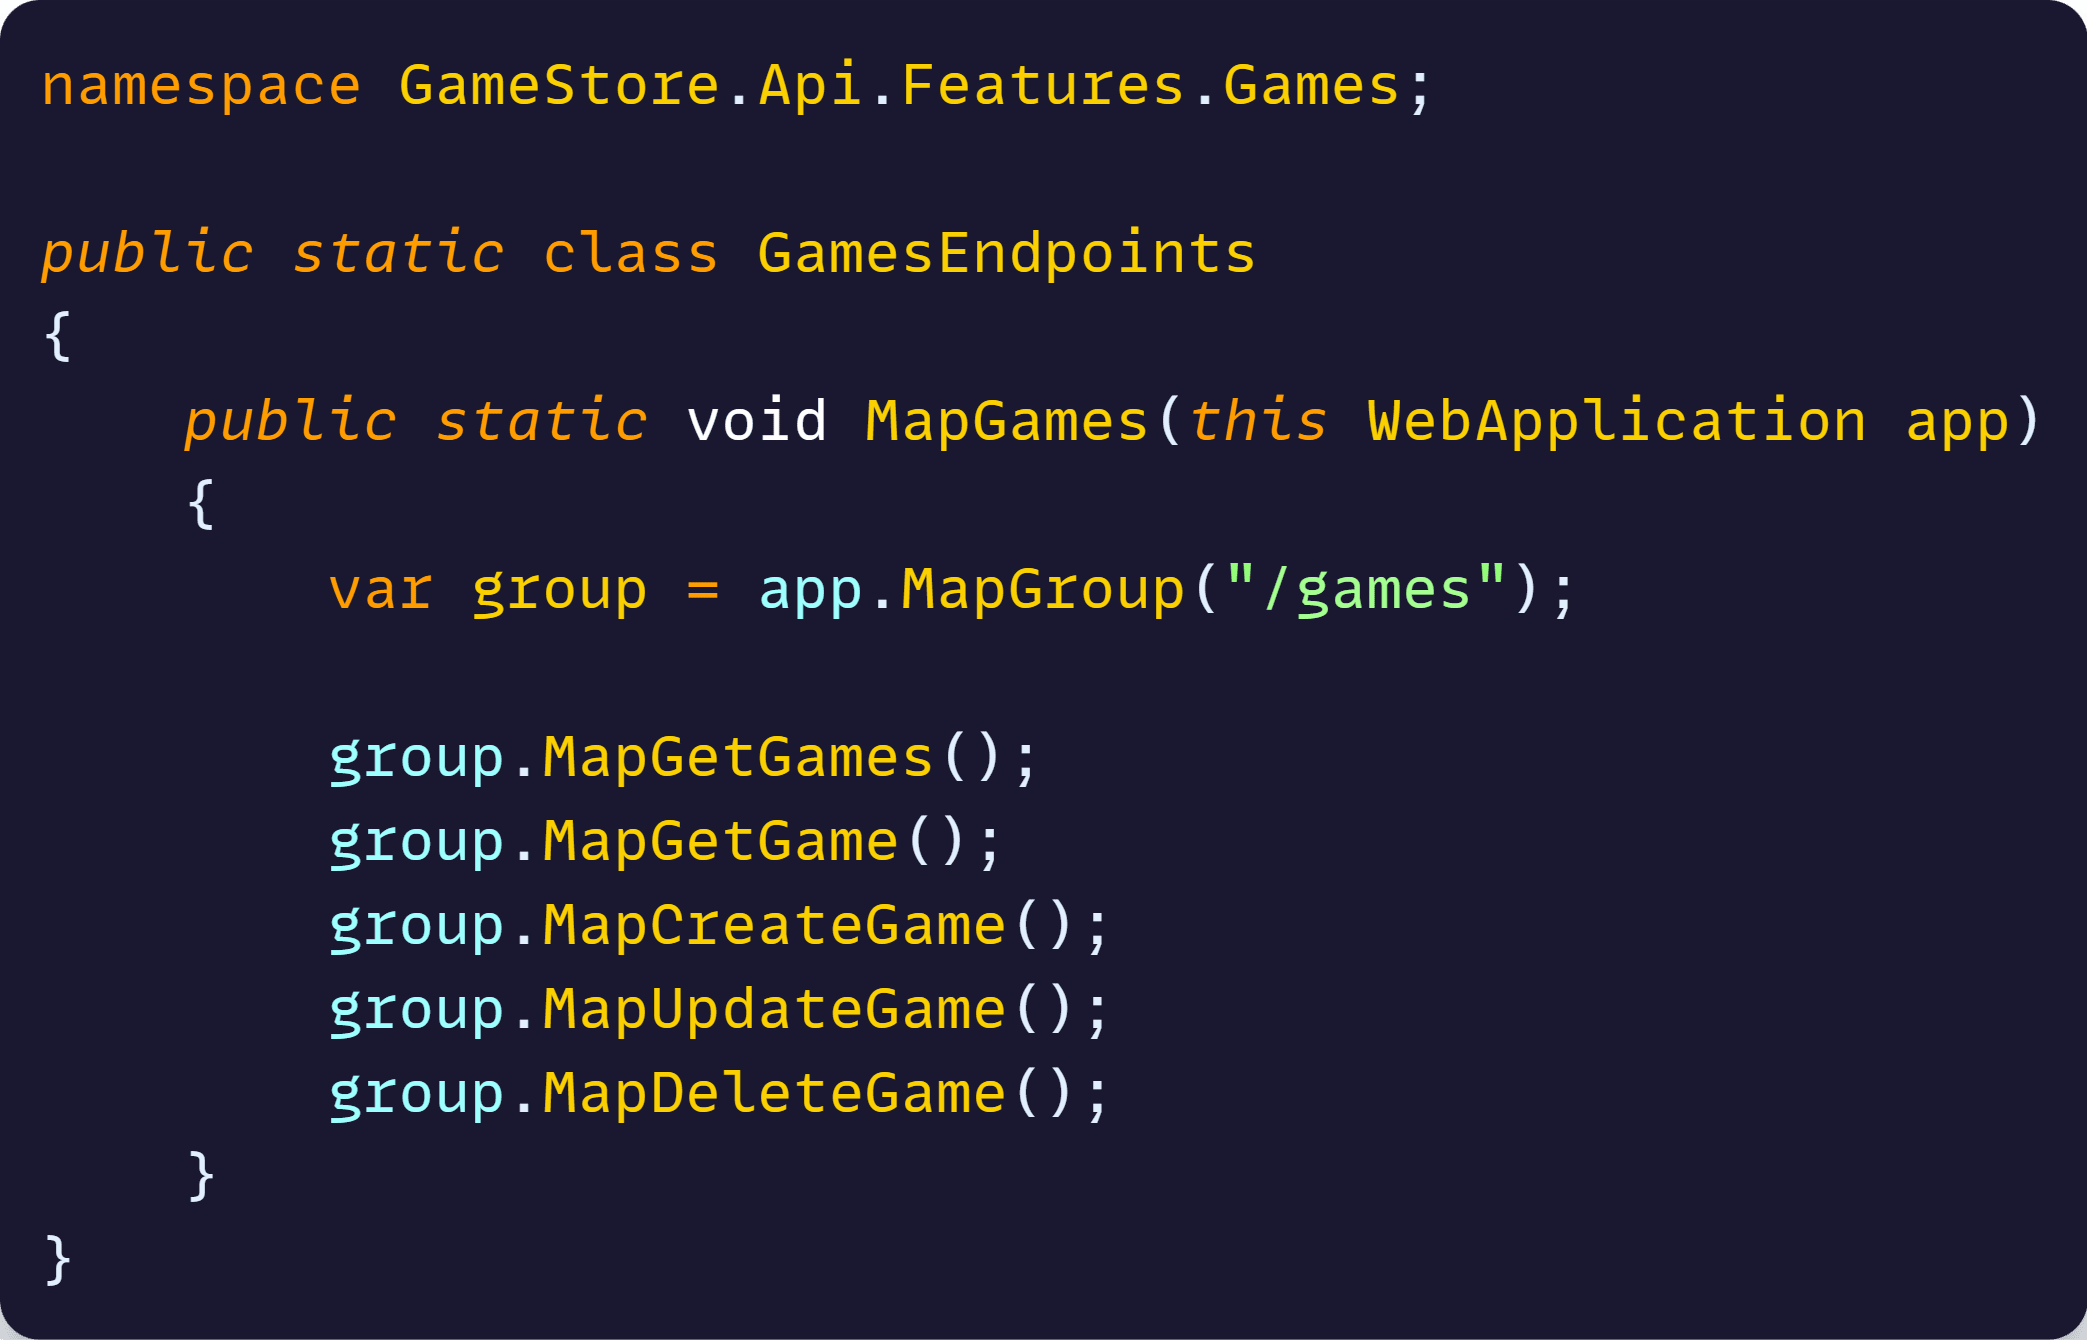 namespace GameStore.Api.Features.Games;

public static class GamesEndpoints
{
    public static void MapGames(this WebApplication app)
    {
        var group = app.MapGroup("/games");

        group.MapGetGames();
        group.MapGetGame();
        group.MapCreateGame();
        group.MapUpdateGame();
        group.MapDeleteGame();
    }
}